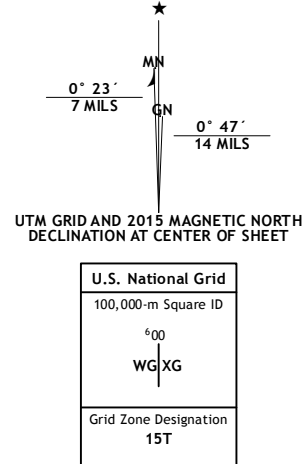 ★
MN
0° 23´
7 MILS
GN
0° 47´
14 MILS
UTM GRID AND 2015 MAGNETIC NORTH
DECLINATION AT CENTER OF SHEET
U.S. National Grid
100,000-m Square ID
⁶00
WG XG
Grid Zone Designation
15T